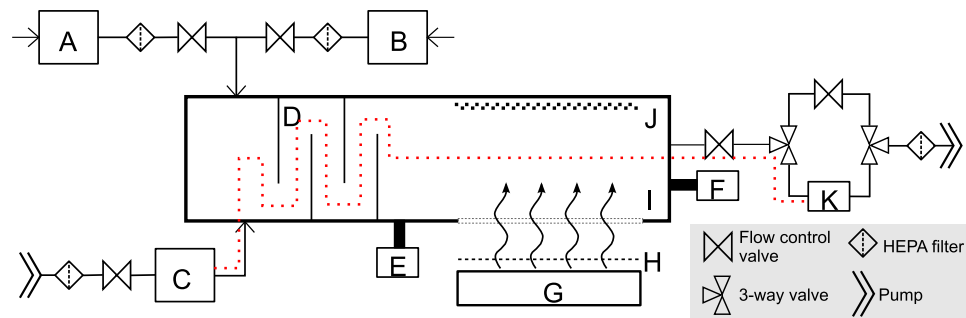 A
B
D
J
I
F
K
C
E
H
G
Flow control
valve
HEPA filter
3-way valve
Pump